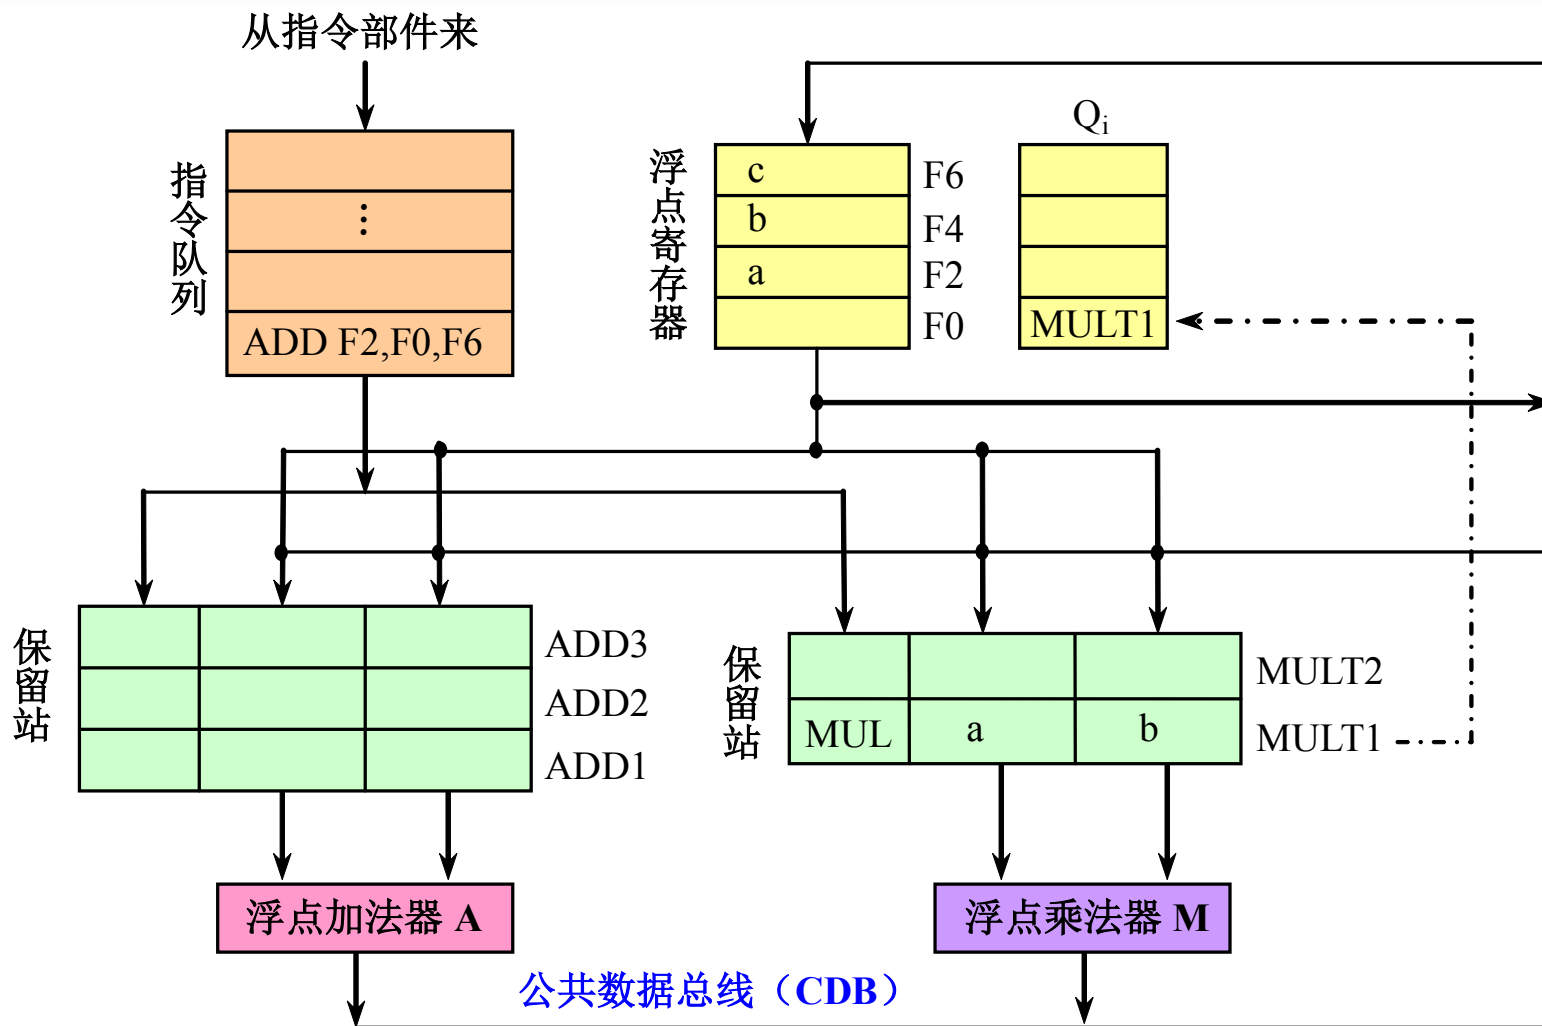 从指令部件来
指令队列
⋮
ADD F2,F0,F6
浮点寄存器
c
F6
b
F4
a
F2
F0
Qi
MULT1
保留站
ADD3
ADD2
ADD1
保留站
MULT2
MUL
a
b
MULT1
浮点加法器 A
浮点乘法器 M
公共数据总线（CDB）